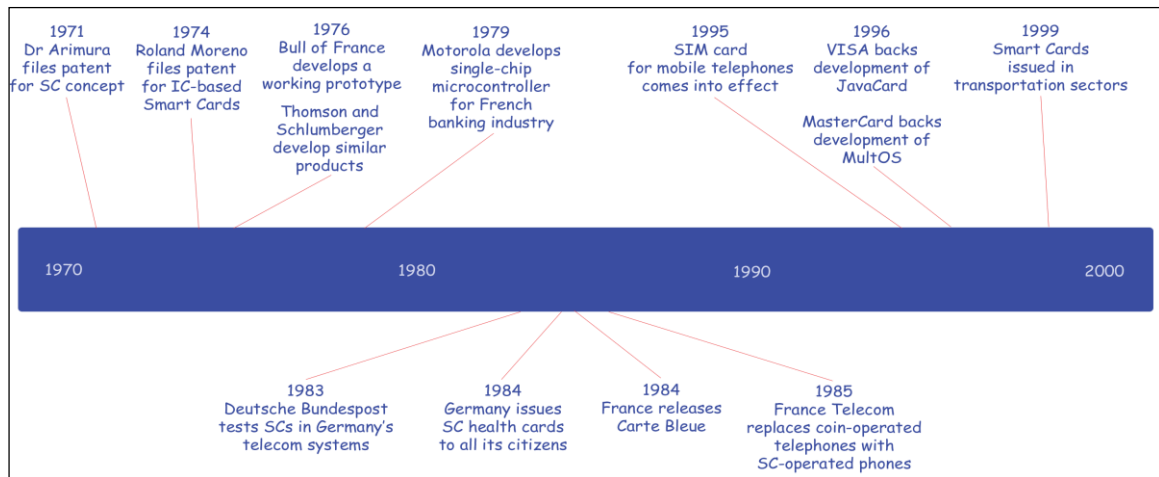 1971
Dr Arimura
files patent
for SC concept
1974
Roland Moreno
files patent
for IC-based
Smart Cards
1976
Bull of France
develops a
working prototype
Thomson and
Schlumberger
develop similar
products
1979
Motorola develops
single-chip
microcontroller
for French
banking industry
1995
SIM card
for mobile telephones
comes into effect
1996
VISA backs
development of
JavaCard
MasterCard backs
development of
MultOS
1999
Smart Cards
issued in
transportation sectors
1970
1980
1990
2000
1983
Deutsche Bundespost
tests SCs in Germany's
telecom systems
1984
Germany issues
SC health cards
to all its citizens
1984
France releases
Carte Bleue
1985
France Telecom
replaces coin-operated
telephones with
SC-operated phones